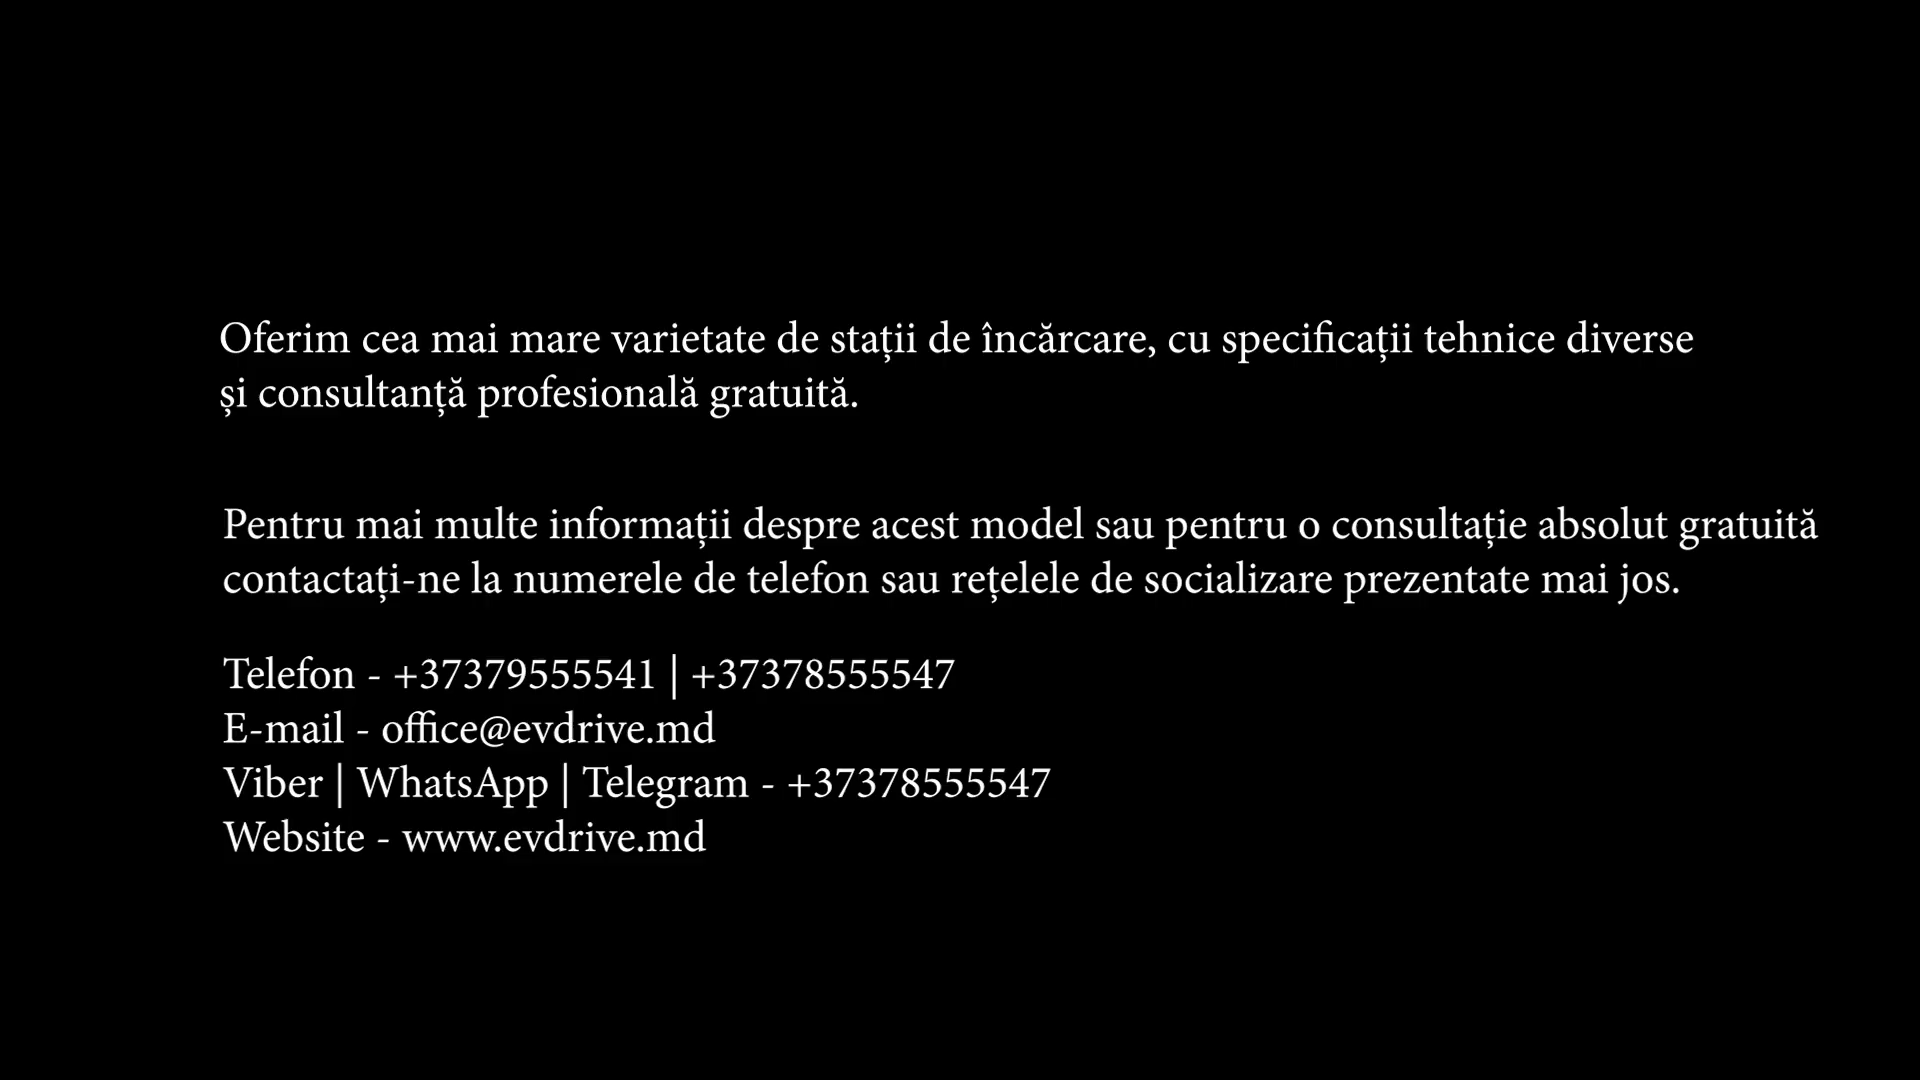 Oferim cea mai mare varietate de stații de încărcare, cu specificații tehnice diverse
și consultanță profesională gratuită.
Pentru mai multe informații despre acest model sau pentru o consultație absolut gratuită
contactați-ne la numerele de telefon sau rețelele de socializare prezentate mai jos.
Telefon - +37379555541 | +37378555547
E-mail - office@evdrive.md
Viber | WhatsApp | Telegram - +37378555547
Website - www.evdrive.md